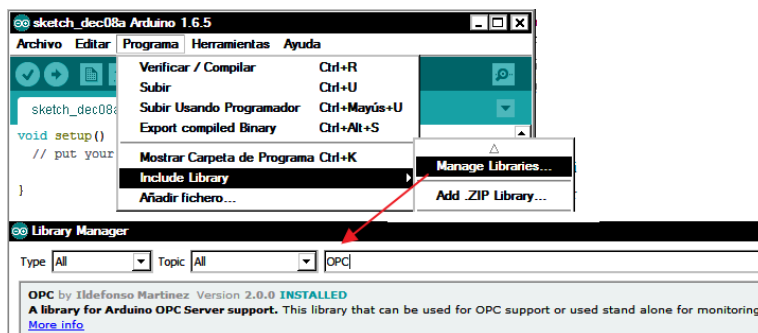 sketch_dec08a Arduino 1.6.5
Archivo Editar Programa Herramientas Ayuda
Verificar / Compilar Ctrl+R
Subir Ctrl+U
sketch_dec08a
Subir Usando Programador Ctrl+Mayús+U
Export compiled Binary Ctrl+Alt+S
void setup()
// put your
Mostrar Carpeta de Programa Ctrl+K
Include Library
Manage Libraries...
}
Añadir fichero...
Add .ZIP Library...
Library Manager
Type All Topic All OPC
OPC by Ildefonso Martinez Version 2.0.0 INSTALLED
A library for Arduino OPC Server support. This library that can be used for OPC support or used stand alone for monitoring
More info